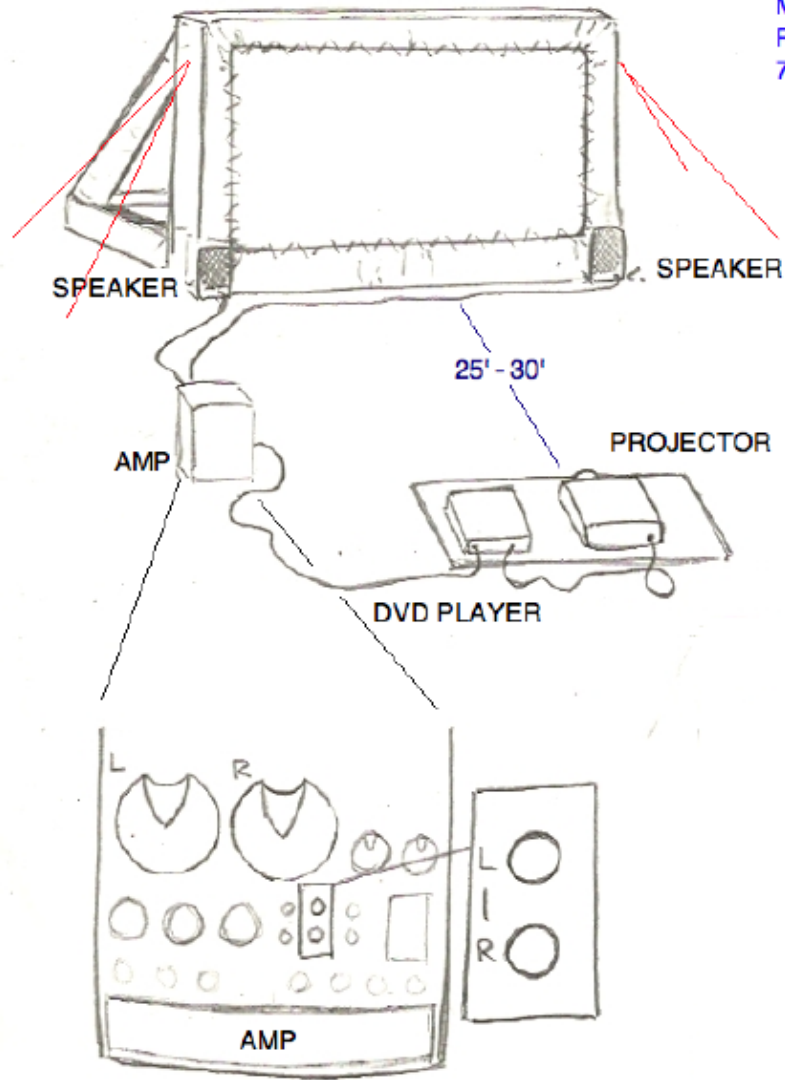 SPEAKER
SPEAKER
25' - 30'
PROJECTOR
AMP
DVD PLAYER
L R
L
R
AMP